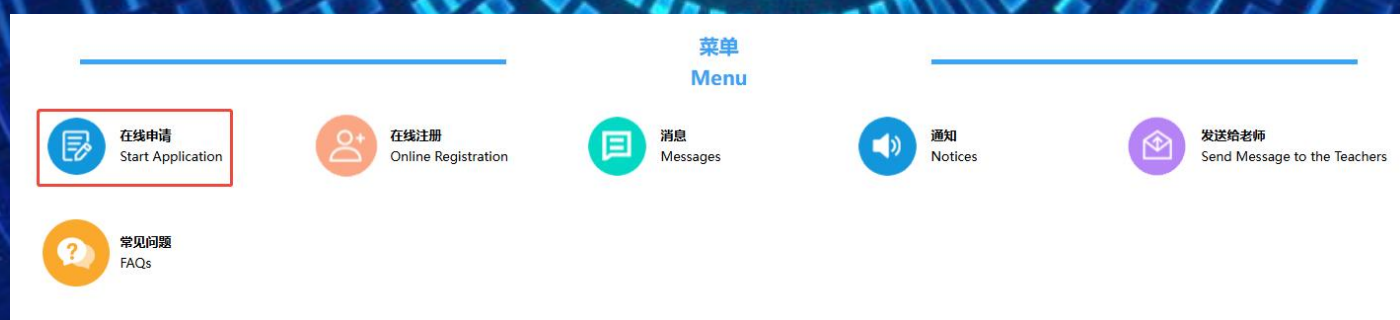 菜单
Menu
在线申请
Start Application
在线注册
Online Registration
消息
Messages
通知
Notices
发送给老师
Send Message to the Teachers
常见问题
FAQs